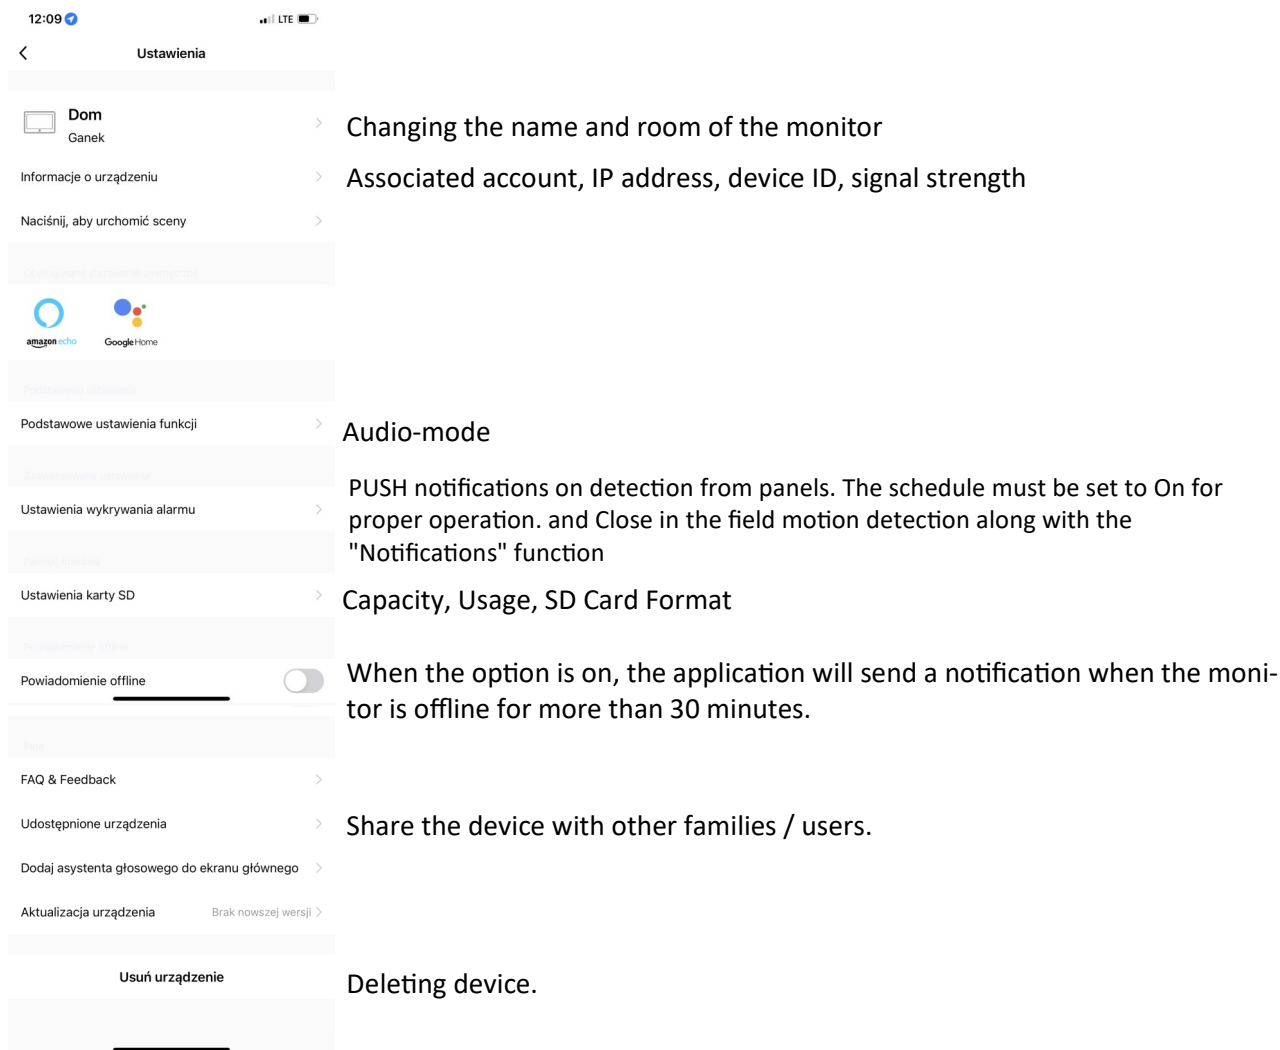 12:09
LTE
Ustawienia
Dom
Ganek
Changing the name and room of the monitor
Informacje o urządzeniu
Associated account, IP address, device ID, signal strength
Naciśnij, aby urchomić sceny
amazon echo
Google Home
Podstawowe ustawienia funkcji
Audio-mode
Ustawienia wykrywania alarmu
PUSH notifications on detection from panels. The schedule must be set to On for
proper operation. and Close in the field motion detection along with the
"Notifications" function
Ustawienia karty SD
Capacity, Usage, SD Card Format
Powiadomienie offline
When the option is on, the application will send a notification when the moni-
tor is offline for more than 30 minutes.
Inne
FAQ & Feedback
Udostępnione urządzenia
Share the device with other families / users.
Dodaj asystenta głosowego do ekranu głównego
Aktualizacja urządzenia
Brak nowszej wersji
Usuń urządzenie
Deleting device.